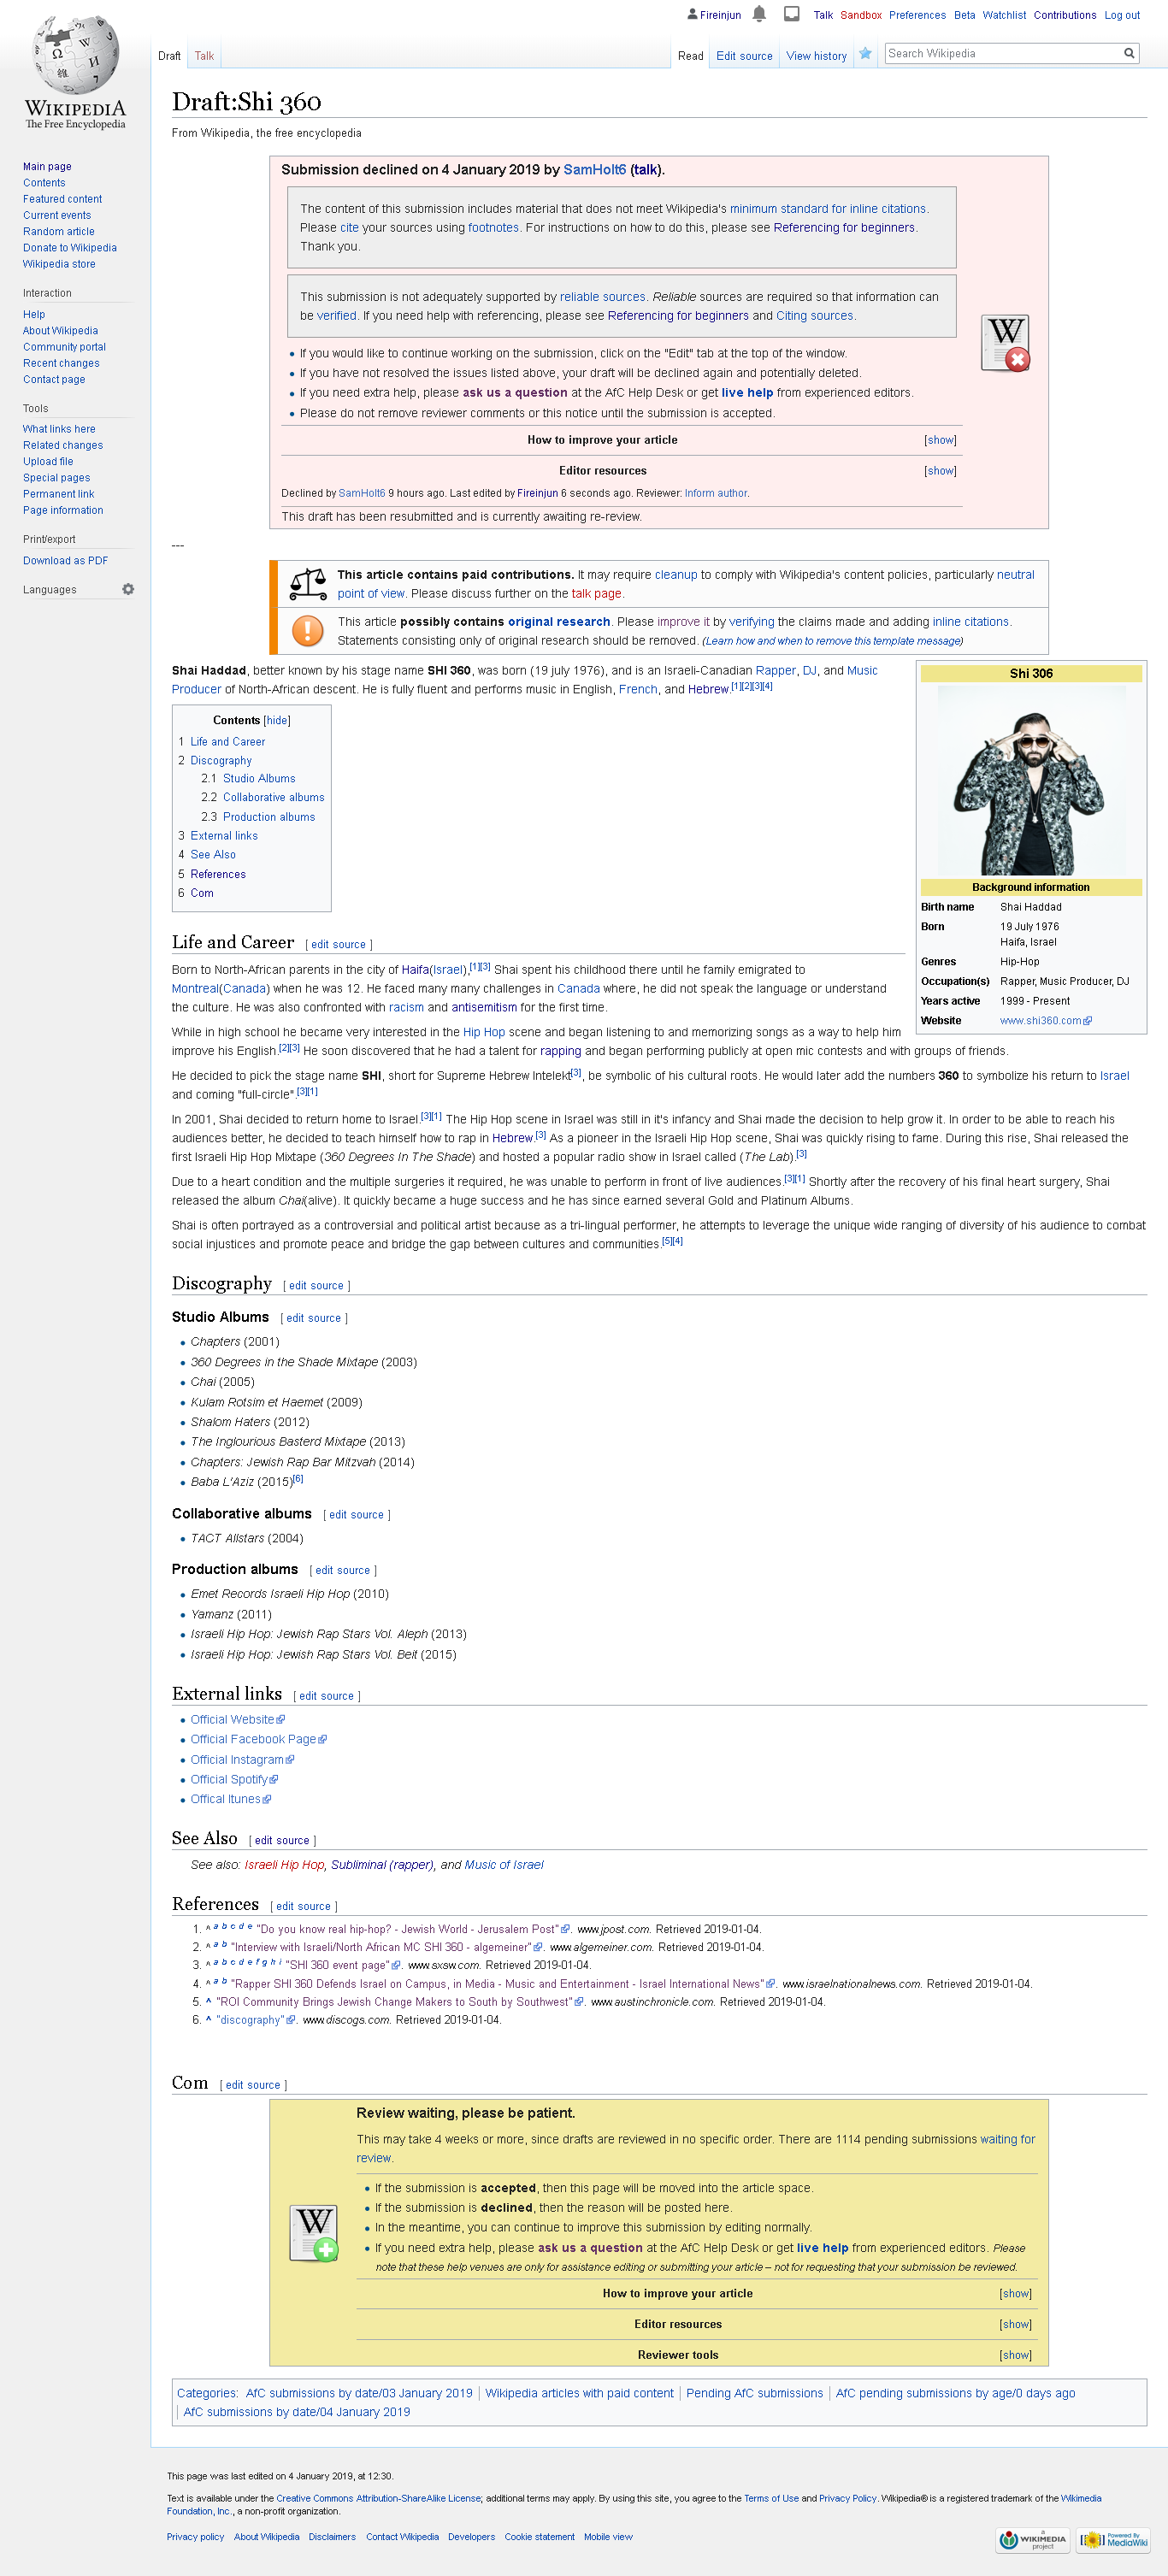 Fireinjun Talk Sandbox Preferences Beta Watchlist Contributions Log out
Draft Talk Read Edit source View history Search Wikipedia
WIKIPEDIA
The Free Encyclopedia
Main page
Contents
Featured content
Current events
Random article
Donate to Wikipedia
Wikipedia store
Interaction
Help
About Wikipedia
Community portal
Recent changes
Contact page
Tools
What links here
Related changes
Upload file
Special pages
Permanent link
Page information
Print/export
Download as PDF
Languages
Draft:Shi 360
From Wikipedia, the free encyclopedia
Submission declined on 4 January 2019 by SamHolt6 (talk).
The content of this submission includes material that does not meet Wikipedia's minimum standard for inline citations.
Please cite your sources using footnotes. For instructions on how to do this, please see Referencing for beginners.
Thank you.
This submission is not adequately supported by reliable sources. Reliable sources are required so that information can
be verified. If you need help with referencing, please see Referencing for beginners and Citing sources.
• If you would like to continue working on the submission, click on the "Edit" tab at the top of the window.
• If you have not resolved the issues listed above, your draft will be declined again and potentially deleted.
• If you need extra help, please ask us a question at the AfC Help Desk or get live help from experienced editors.
• Please do not remove reviewer comments or this notice until the submission is accepted.
How to improve your article [show]
Editor resources [show]
Declined by SamHolt6 9 hours ago. Last edited by Fireinjun 6 seconds ago. Reviewer: Inform author.
This draft has been resubmitted and is currently awaiting re-review.
---
This article contains paid contributions. It may require cleanup to comply with Wikipedia's content policies, particularly neutral
point of view. Please discuss further on the talk page.
This article possibly contains original research. Please improve it by verifying the claims made and adding inline citations.
Statements consisting only of original research should be removed. (Learn how and when to remove this template message)
Shai Haddad, better known by his stage name SHI 360, was born (19 july 1976), and is an Israeli-Canadian Rapper, DJ, and Music
Producer of North-African descent. He is fully fluent and performs music in English, French, and Hebrew.[1][2][3][4]
Shi 306
Background information
Birth name Shai Haddad
Born 19 July 1976
Haifa, Israel
Genres Hip-Hop
Occupation(s) Rapper, Music Producer, DJ
Years active 1999 - Present
Website www.shi360.com
Contents [hide]
1 Life and Career
2 Discography
2.1 Studio Albums
2.2 Collaborative albums
2.3 Production albums
3 External links
4 See Also
5 References
6 Com
Life and Career [ edit source ]
Born to North-African parents in the city of Haifa(Israel),[1][3] Shai spent his childhood there until he family emigrated to
Montreal(Canada) when he was 12. He faced many many challenges in Canada where, he did not speak the language or understand
the culture. He was also confronted with racism and antisemitism for the first time.
While in high school he became very interested in the Hip Hop scene and began listening to and memorizing songs as a way to help him
improve his English.[2][3] He soon discovered that he had a talent for rapping and began performing publicly at open mic contests and with groups of friends.
He decided to pick the stage name SHI, short for Supreme Hebrew Intelekt[3], be symbolic of his cultural roots. He would later add the numbers 360 to symbolize his return to Israel
and coming "full-circle".[3][1]
In 2001, Shai decided to return home to Israel.[3][1] The Hip Hop scene in Israel was still in it's infancy and Shai made the decision to help grow it. In order to be able to reach his
audiences better, he decided to teach himself how to rap in Hebrew.[3] As a pioneer in the Israeli Hip Hop scene, Shai was quickly rising to fame. During this rise, Shai released the
first Israeli Hip Hop Mixtape (360 Degrees In The Shade) and hosted a popular radio show in Israel called (The Lab).[3]
Due to a heart condition and the multiple surgeries it required, he was unable to perform in front of live audiences.[3][1] Shortly after the recovery of his final heart surgery, Shai
released the album Chai(alive). It quickly became a huge success and he has since earned several Gold and Platinum Albums.
Shai is often portrayed as a controversial and political artist because as a tri-lingual performer, he attempts to leverage the unique wide ranging of diversity of his audience to combat
social injustices and promote peace and bridge the gap between cultures and communities.[5][4]
Discography [ edit source ]
Studio Albums [ edit source ]
• Chapters (2001)
• 360 Degrees in the Shade Mixtape (2003)
• Chai (2005)
• Kulam Rotsim et Haemet (2009)
• Shalom Haters (2012)
• The Inglourious Basterd Mixtape (2013)
• Chapters: Jewish Rap Bar Mitzvah (2014)
• Baba L'Aziz (2015)[6]
Collaborative albums [ edit source ]
• TACT Allstars (2004)
Production albums [ edit source ]
• Emet Records Israeli Hip Hop (2010)
• Yamanz (2011)
• Israeli Hip Hop: Jewish Rap Stars Vol. Aleph (2013)
• Israeli Hip Hop: Jewish Rap Stars Vol. Beit (2015)
External links [ edit source ]
• Official Website
• Official Facebook Page
• Official Instagram
• Official Spotify
• Offical Itunes
See Also [ edit source ]
See also: Israeli Hip Hop, Subliminal (rapper), and Music of Israel
References [ edit source ]
1. ^ a b c d e "Do you know real hip-hop? - Jewish World - Jerusalem Post". www.jpost.com. Retrieved 2019-01-04.
2. ^ a b "Interview with Israeli/North African MC SHI 360 - algemeiner". www.algemeiner.com. Retrieved 2019-01-04.
3. ^ a b c d e f g h i "SHI 360 event page". www.sxsw.com. Retrieved 2019-01-04.
4. ^ a b "Rapper SHI 360 Defends Israel on Campus, in Media - Music and Entertainment - Israel International News". www.israelnationalnews.com. Retrieved 2019-01-04.
5. ^ "ROI Community Brings Jewish Change Makers to South by Southwest". www.austinchronicle.com. Retrieved 2019-01-04.
6. ^ "discography". www.discogs.com. Retrieved 2019-01-04.
Com [ edit source ]
Review waiting, please be patient.
This may take 4 weeks or more, since drafts are reviewed in no specific order. There are 1114 pending submissions waiting for
review.
• If the submission is accepted, then this page will be moved into the article space.
• If the submission is declined, then the reason will be posted here.
• In the meantime, you can continue to improve this submission by editing normally.
• If you need extra help, please ask us a question at the AfC Help Desk or get live help from experienced editors. Please
note that these help venues are only for assistance editing or submitting your article – not for requesting that your submission be reviewed.
How to improve your article [show]
Editor resources [show]
Reviewer tools [show]
Categories: AfC submissions by date/03 January 2019 | Wikipedia articles with paid content | Pending AfC submissions | AfC pending submissions by age/0 days ago
| AfC submissions by date/04 January 2019
This page was last edited on 4 January 2019, at 12:30.
Text is available under the Creative Commons Attribution-ShareAlike License; additional terms may apply. By using this site, you agree to the Terms of Use and Privacy Policy. Wikipedia® is a registered trademark of the Wikimedia
Foundation, Inc., a non-profit organization.
Privacy policy About Wikipedia Disclaimers Contact Wikipedia Developers Cookie statement Mobile view
A WIKIMEDIA project
Powered By MediaWiki